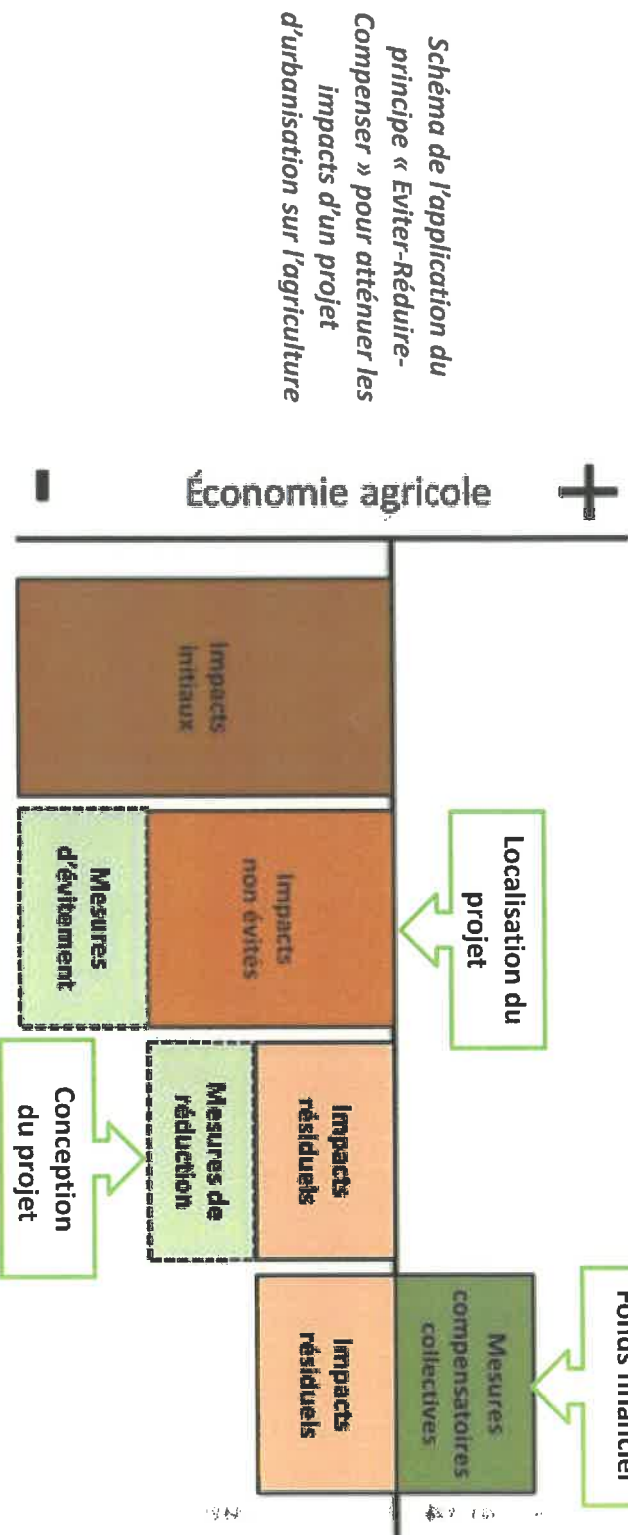 Schéma de l'application du
principe « Eviter-Réduire-
Compenser » pour atténuer les
impacts d'un projet
d'urbanisation sur l'agriculture
+
Économie agricole
-
Impacts
initiaux
Localisation du
projet
Impacts
non évités
Mesures
d'évitement
Impacts
résiduels
Mesures de
réduction
Conception
du projet
Fonds financier
Mesures
compensatoires
collectives
Impacts
résiduels